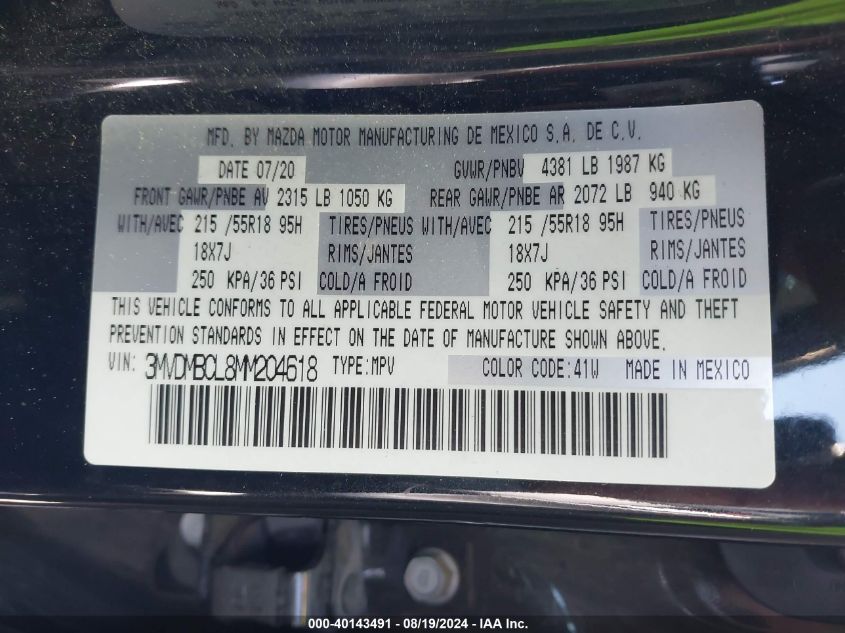 MFD. BY MAZDA MOTOR MANUFACTURING DE MEXICO S.A. DE C.V.
DATE 07/20 GVWR/PNBV 4381 LB 1987 KG
FRONT GAWR/PNBE AV 2315 LB 1050 KG REAR GAWR/PNBE AR 2072 LB 940 KG
WITH/AVEC 215 /55R18 95H TIRES/PNEUS WITH/AVEC 215 /55R18 95H TIRES/PNEUS
18X7J RIMS/JANTES 18X7J RIMS/JANTES
250 KPA/36 PSI COLD/A FROID 250 KPA/36 PSI COLD/A FROID
THIS VEHICLE CONFORMS TO ALL APPLICABLE FEDERAL MOTOR VEHICLE SAFETY AND THEFT
PREVENTION STANDARDS IN EFFECT ON THE DATE OF MANUFACTURE SHOWN ABOVE.
VIN: 3MVDMBCL8MM204618 TYPE:MPV COLOR CODE:41W MADE IN MEXICO
000-40143491 - 08/19/2024 - IAA Inc.